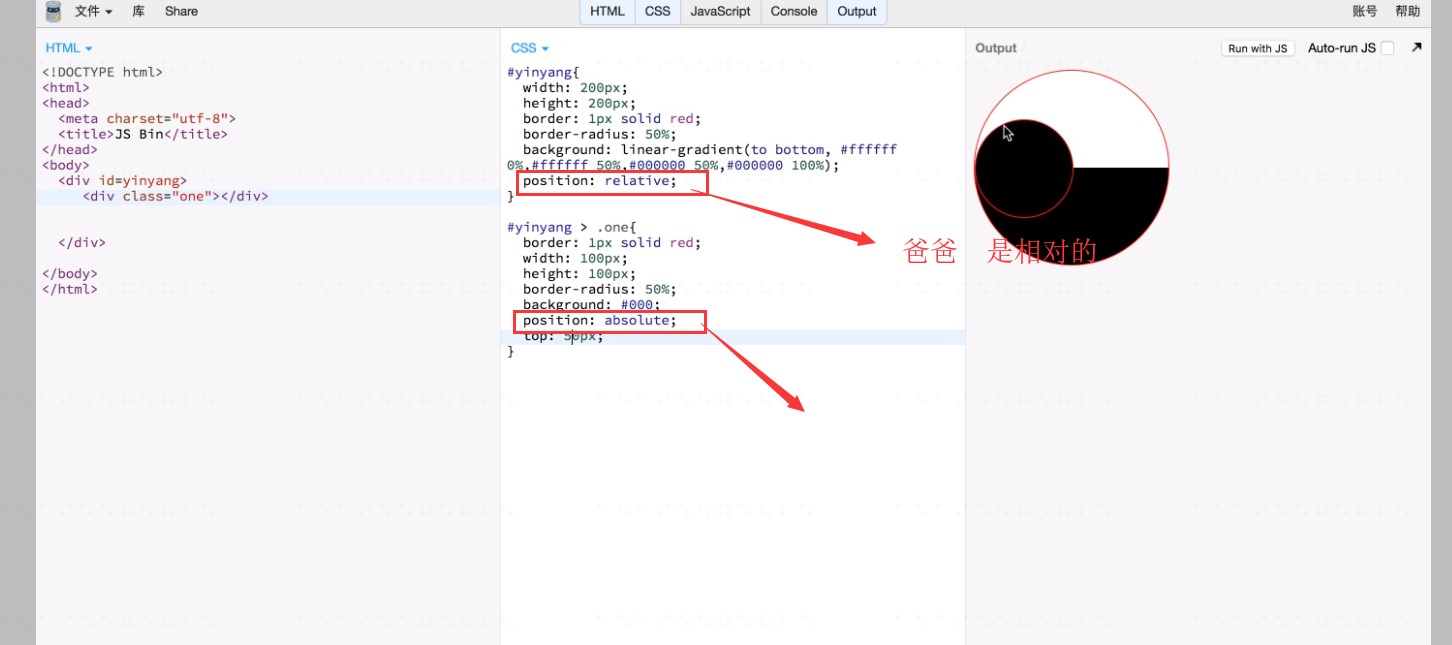 文件 库 Share HTML CSS JavaScript Console Output 账号 帮助
HTML
<!DOCTYPE html>
<html>
<head>
<meta charset="utf-8">
<title>JS Bin</title>
</head>
<body>
<div id=yinyang>
<div class="one"></div>
</div>
</body>
</html>
CSS
#yinyang{
width: 200px;
height: 200px;
border: 1px solid red;
border-radius: 50%;
background: linear-gradient(to bottom, #ffffff
0%,#ffffff 50%,#000000 50%,#000000 100%);
position: relative;
}
#yinyang > .one{
border: 1px solid red;
width: 100px;
height: 100px;
border-radius: 50%;
background: #000;
position: absolute;
top: 50px;
}
Output Run with JS Auto-run JS
爸爸 是相对的